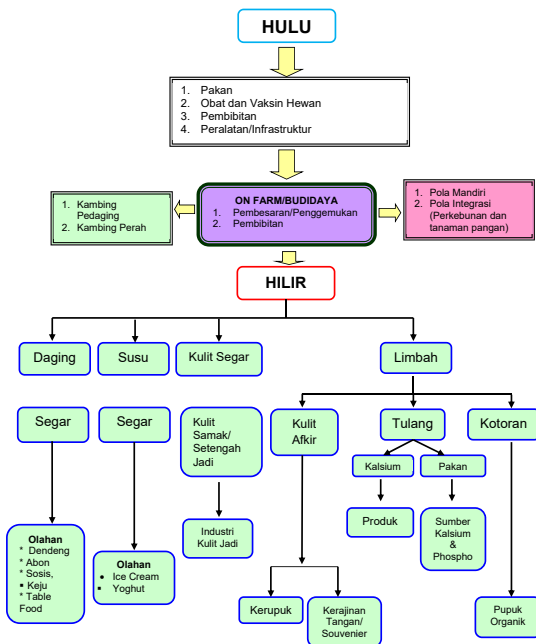 HULU
1. Pakan
2. Obat dan Vaksin Hewan
3. Pembibitan
4. Peralatan/Infrastruktur
1. Kambing
Pedaging
2. Kambing Perah
ON FARM/BUDIDAYA
1. Pembesaran/Penggemukan
2. Pembibitan
1. Pola Mandiri
2. Pola Integrasi
(Perkebunan dan
tanaman pangan)
HILIR
Daging
Susu
Kulit Segar
Limbah
Segar
Segar
Kulit
Samak/
Setengah
Jadi
Kulit
Afkir
Tulang
Kotoran
Kalsium
Pakan
Produk
Sumber
Kalsium
&
Phospho
Industri
Kulit Jadi
Olahan
* Dendeng
* Abon
* Sosis,
▪ Keju
* Table
Food
Olahan
• Ice Cream
▪ Yoghut
Kerupuk
Kerajinan
Tangan/
Souvenier
Pupuk
Organik